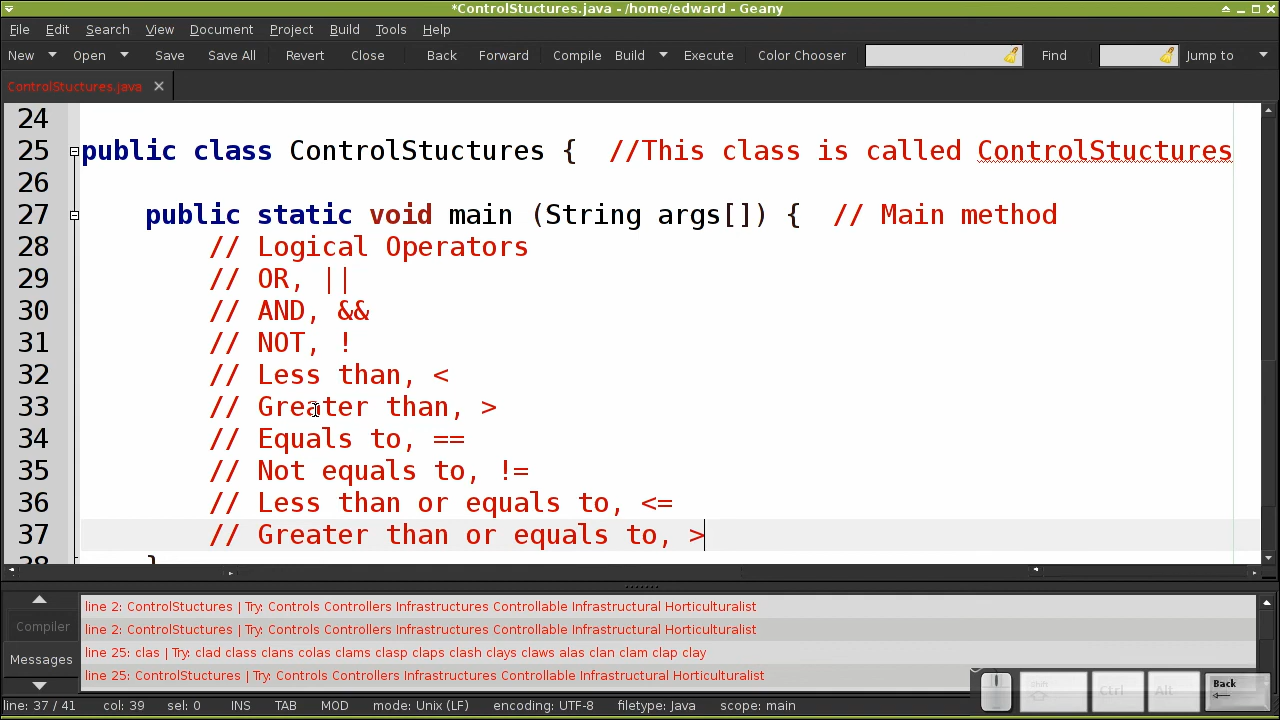 *ControlStuctures.java - /home/edward - Geany
File Edit Search View Document Project Build Tools Help
New Open Save Save All Revert Close Back Forward Compile Build Execute Color Chooser Find Jump to
ControlStuctures.java
24
25 public class ControlStuctures { //This class is called ControlStuctures
26
27 public static void main (String args[]) { // Main method
28 // Logical Operators
29 // OR, ||
30 // AND, &&
31 // NOT, !
32 // Less than, <
33 // Greater than, >
34 // Equals to, ==
35 // Not equals to, !=
36 // Less than or equals to, <=
37 // Greater than or equals to, >
38 }
line 2: ControlStuctures | Try: Controls Controllers Infrastructures Controllable Infrastructural Horticulturalist
Compiler
line 2: ControlStuctures | Try: Controls Controllers Infrastructures Controllable Infrastructural Horticulturalist
line 25: clas | Try: clad class clans colas clams clasp claps clash clays claws alas clan clam clap clay
Messages
line 25: ControlStuctures | Try: Controls Controllers Infrastructures Controllable Infrastructural Horticulturalist
Shift Ctrl Alt Back
line: 37 / 41 col: 39 sel: 0 INS TAB MOD mode: Unix (LF) encoding: UTF-8 filetype: Java scope: main